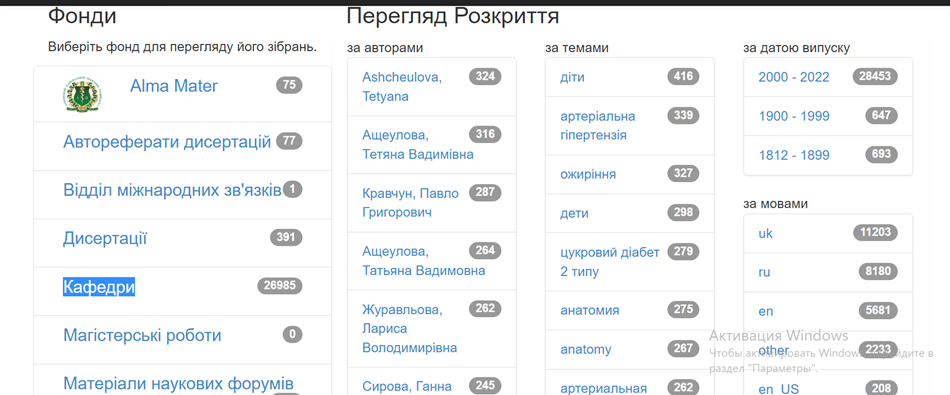 Фонди
Виберіть фонд для перегляду його зібрань.
Alma Mater 75
Автореферати дисертацій 77
Відділ міжнародних зв'язків 1
Дисертації 391
Кафедри 26985
Магістерські роботи 0
Матеріали наукових форумів
Перегляд Розкриття
за авторами
Ashcheulova, 324
Tetyana
Ащеулова, 316
Тетяна Вадимівна
Кравчун, Павло 287
Григорович
Ащеулова, 264
Татьяна Вадимовна
Журавльова, 262
Лариса
Володимирівна
Сирова, Ганна 245
за темами
діти 416
артеріальна 339
гіпертензія
ожиріння 327
дети 298
цукровий діабет 279
2 типу
анатомия 275
anatomy 267
артериальная 262
за датою випуску
2000 - 2022 28453
1900 - 1999 647
1812 - 1899 693
за мовами
uk 11203
ru 8180
en 5681
other 2233
en_US 208
Активация Windows
Чтобы активировать Windows, перейдите в
раздел "Параметры".